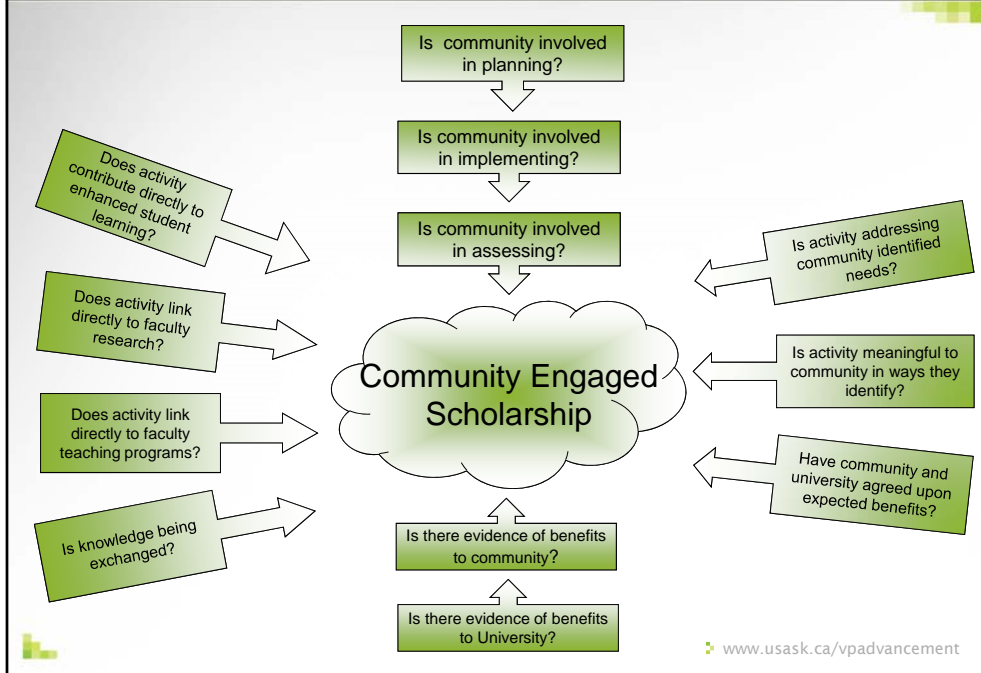 Is community involved
in planning?
Is community involved
in implementing?
Is community involved
in assessing?
Does activity
contribute directly to
enhanced student
learning?
Does activity link
directly to faculty
research?
Does activity link
directly to faculty
teaching programs?
Is knowledge being
exchanged?
Community Engaged
Scholarship
Is activity addressing
community identified
needs?
Is activity meaningful to
community in ways they
identify?
Have community and
university agreed upon
expected benefits?
Is there evidence of benefits
to community?
Is there evidence of benefits
to University?
www.usask.ca/vpadvancement